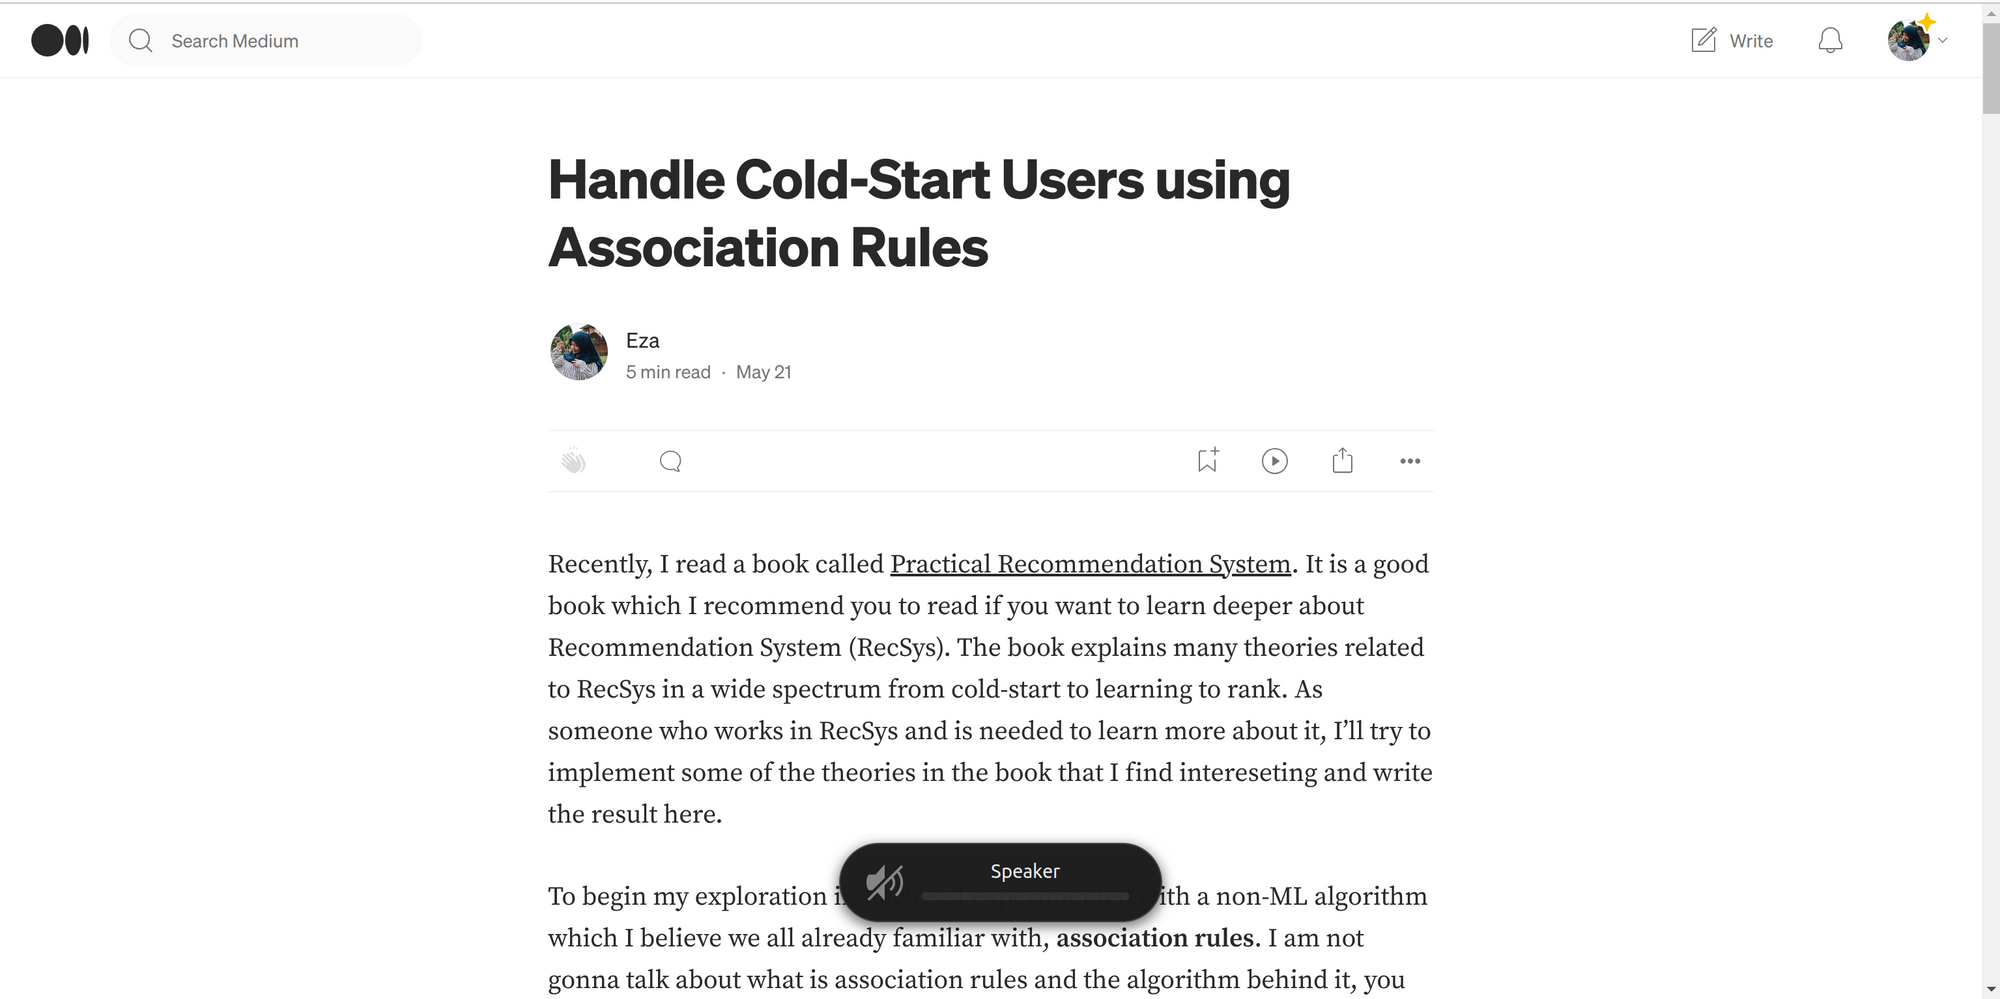 Search Medium
Write
Handle Cold-Start Users using
Association Rules
Eza
5 min read · May 21
Recently, I read a book called Practical Recommendation System. It is a good
book which I recommend you to read if you want to learn deeper about
Recommendation System (RecSys). The book explains many theories related
to RecSys in a wide spectrum from cold-start to learning to rank. As
someone who works in RecSys and is needed to learn more about it, I’ll try to
implement some of the theories in the book that I find intereseting and write
the result here.
Speaker
To begin my exploration with a non-ML algorithm
which I believe we all already familiar with, association rules. I am not
gonna talk about what is association rules and the algorithm behind it, you